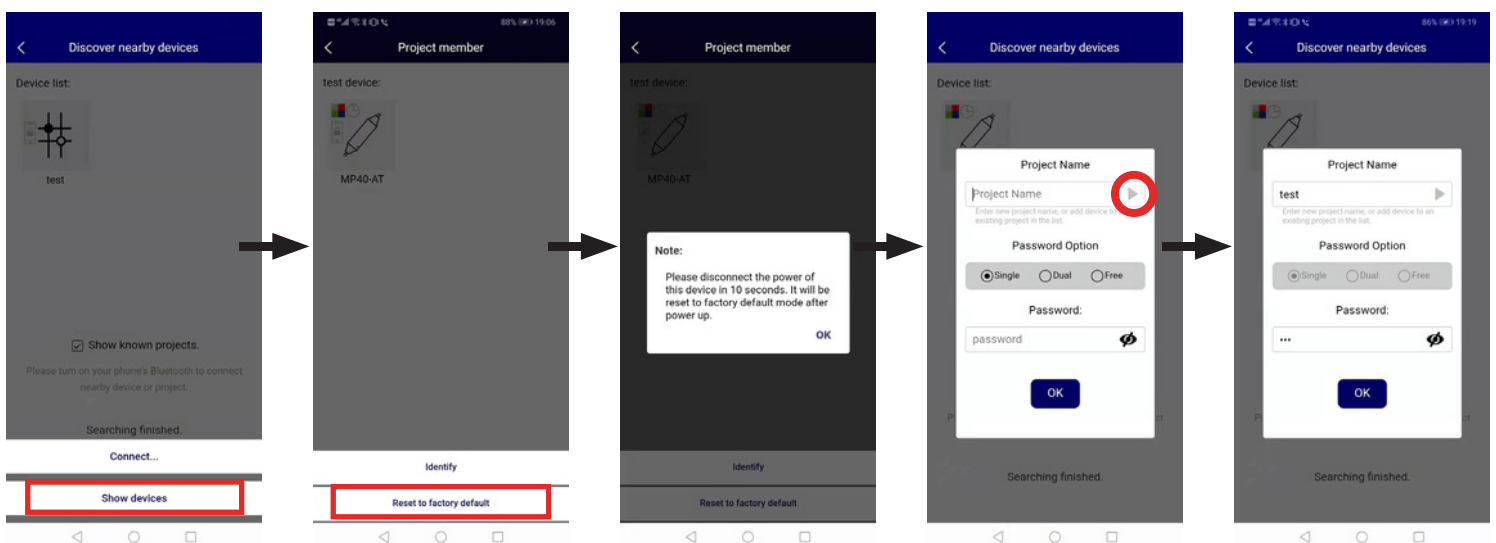 Discover nearby devices
Device list:
test
Show known projects.
Please turn on your phone's Bluetooth to connect
nearby device or project.
Searching finished.
Connect...
Show devices
88% 19:06
Project member
test device:
MP40-AT
Identify
Reset to factory default
Project member
test device:
MP40-AT
Note:
Please disconnect the power of
this device in 10 seconds. It will be
reset to factory default mode after
power up.
OK
Identify
Reset to factory default
Discover nearby devices
Device list:
Project Name
Project Name
Enter new project name, or add device to
existing project in the list.
Password Option
Single Dual Free
Password:
password
OK
Searching finished.
86% 19:19
Discover nearby devices
Device list:
Project Name
test
Enter new project name, or add device to an
existing project in the list.
Password Option
Single Dual Free
Password:
•••
OK
Searching finished.